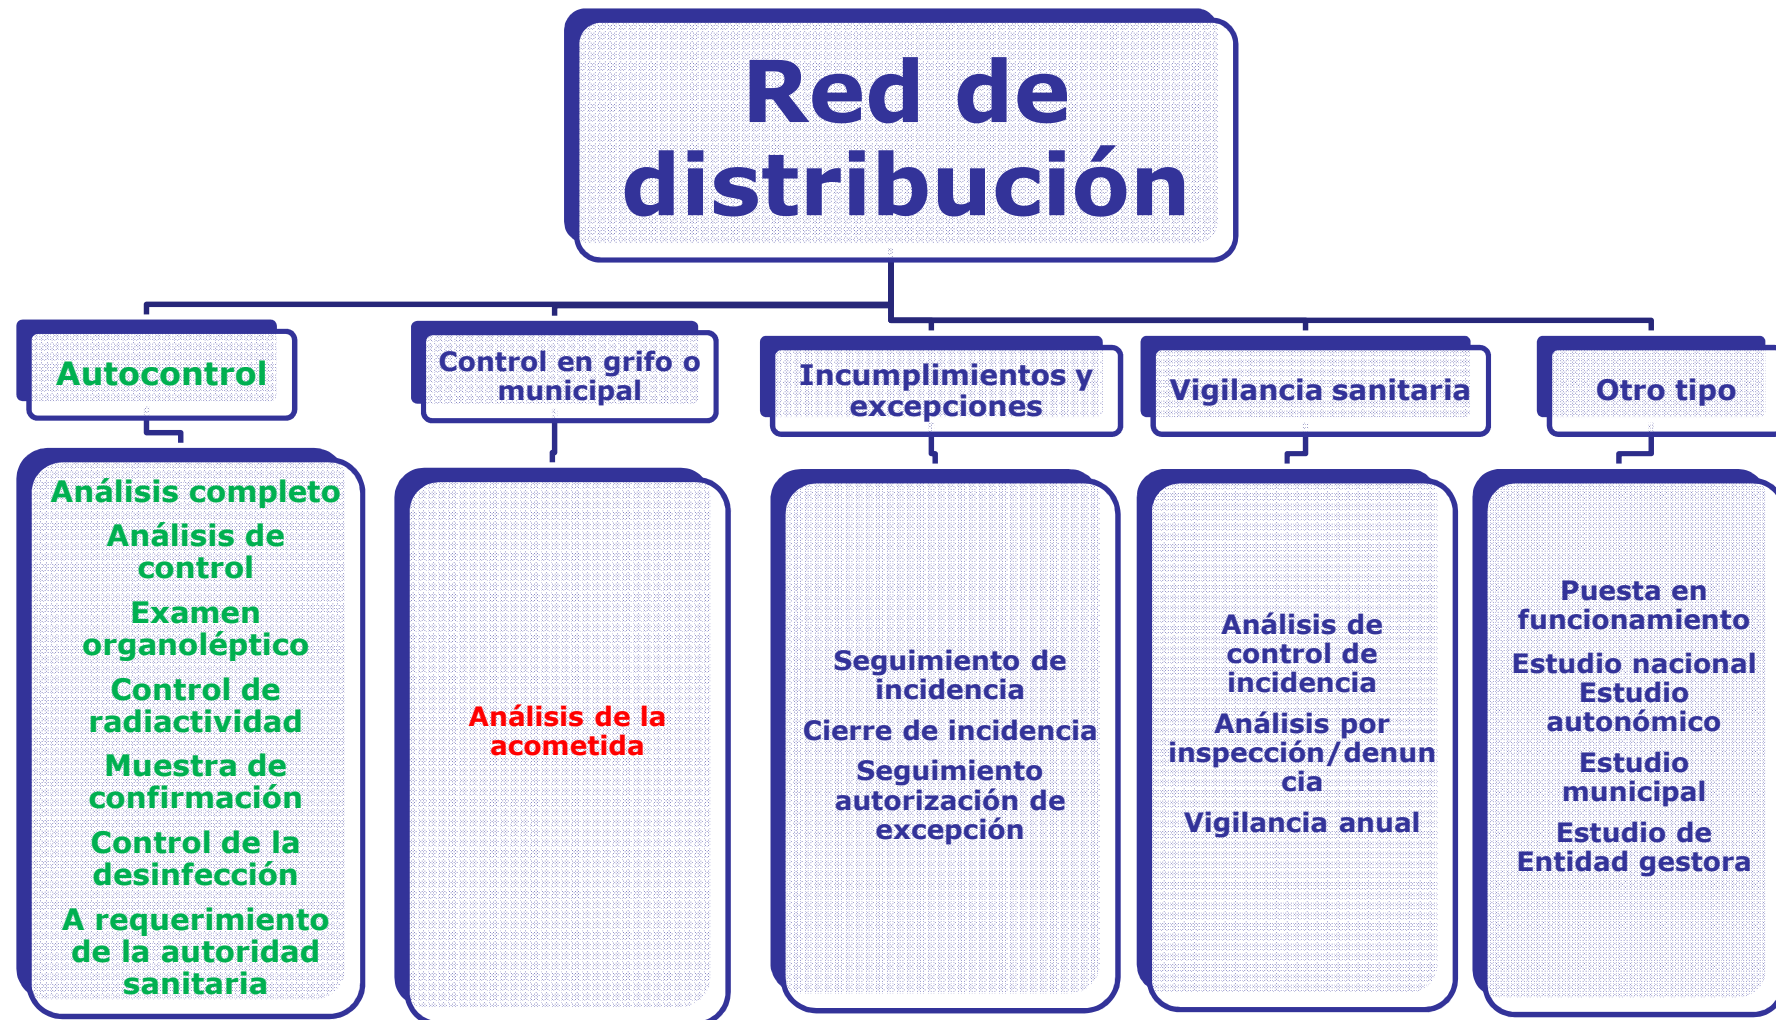 Red de
distribución
Autocontrol
Análisis completo
Análisis de
control
Examen
organoléptico
Control de
radiactividad
Muestra de
confirmación
Control de la
desinfección
A requerimiento
de la autoridad
sanitaria
Control en grifo o
municipal
Análisis de la
acometida
Incumplimientos y
excepciones
Seguimiento de
incidencia
Cierre de incidencia
Seguimiento
autorización de
excepción
Vigilancia sanitaria
Análisis de
control de
incidencia
Análisis por
inspección/denun
cia
Vigilancia anual
Otro tipo
Puesta en
funcionamiento
Estudio nacional
Estudio
autonómico
Estudio
municipal
Estudio de
Entidad gestora